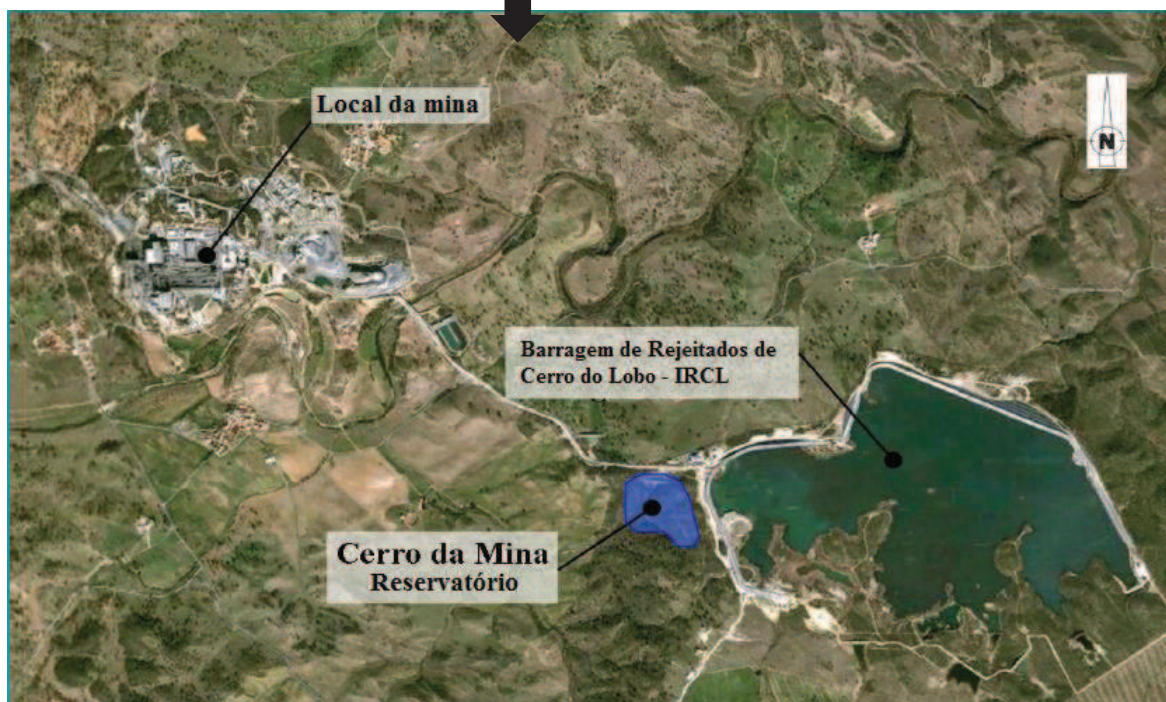 Local da mina
N
Barragem de Rejeitados de
Cerro do Lobo - IRCL
Cerro da Mina
Reservatório